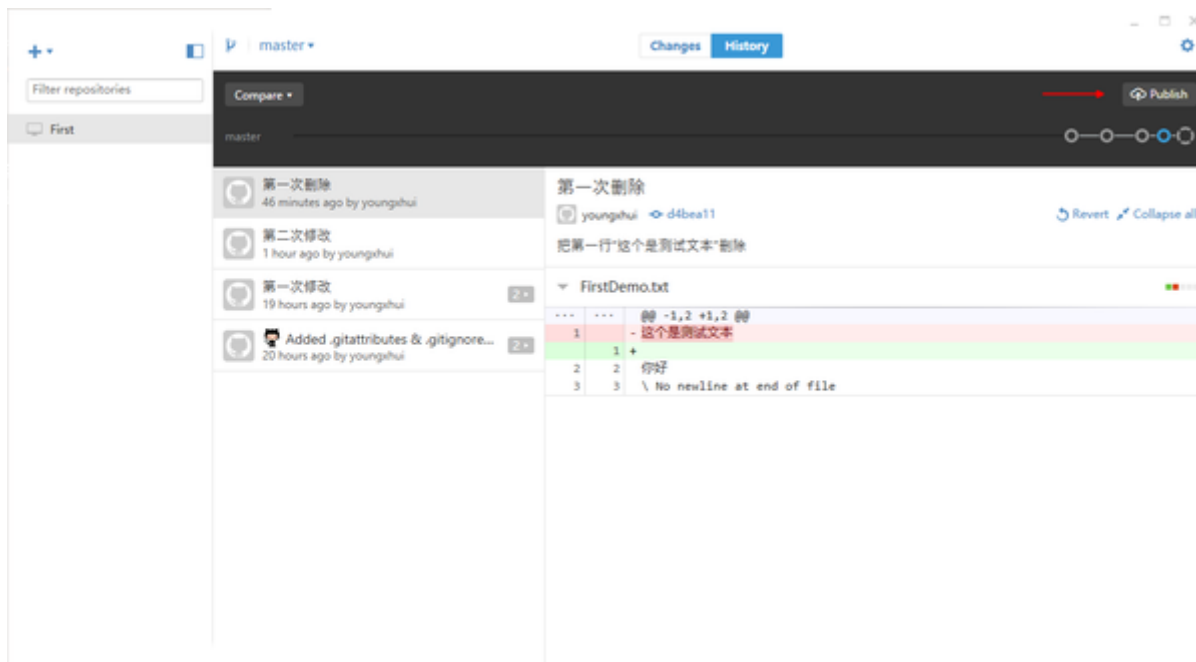 master
Changes
History
Filter repositories
First
Compare
Publish
master
第一次删除
46 minutes ago by youngxhui
第二次修改
1 hour ago by youngxhui
第一次修改
19 hours ago by youngxhui
2
Added .gitattributes & .gitignore...
20 hours ago by youngxhui
2
第一次删除
youngxhui d4bea11
Revert Collapse all
把第一行"这个是测试文本"删除
FirstDemo.txt
... ... @@ -1,2 +1,2 @@
1 - 这个是测试文本
1 +
2 2 你好
3 3 \ No newline at end of file